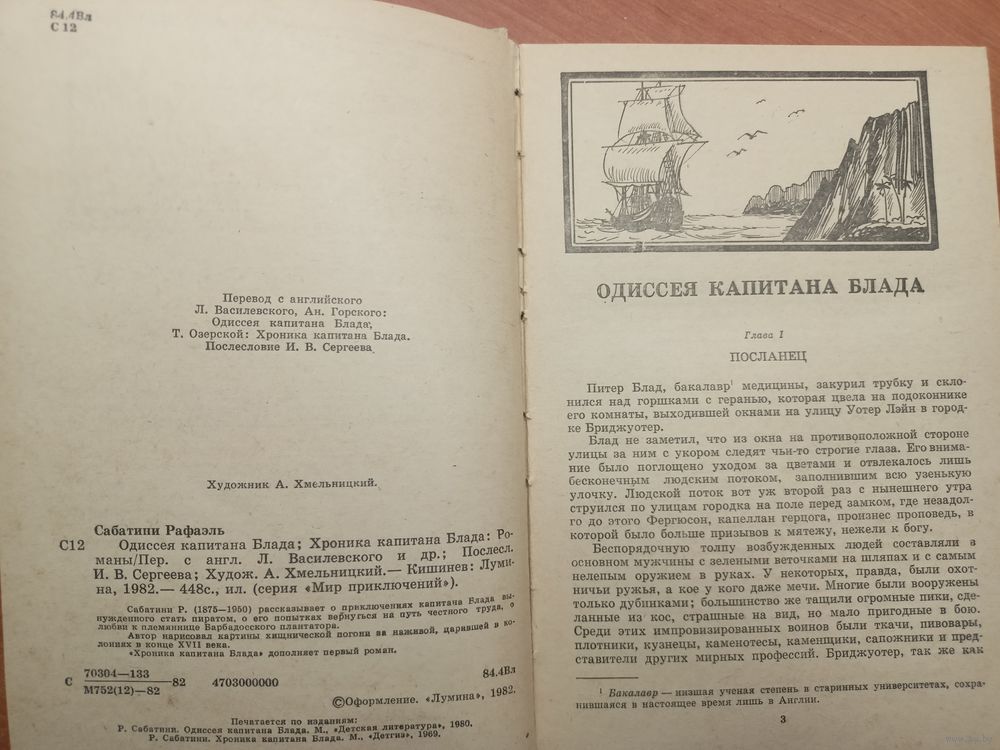 84.4Вл
С 12
Перевод с английского
Л. Василевского, Ан. Горского:
Одиссея капитана Блада;
Т. Озерской: Хроника капитана Блада.
Послесловие И. В. Сергеева.
Художник А. Хмельницкий.
Сабатини Рафаэль
С12 Одиссея капитана Блада; Хроника капитана Блада: Ро-
маны/Пер. с англ. Л. Василевского и др.; Послесл.
И. В. Сергеева; Худож. А. Хмельницкий.— Кишинев: Луми-
на, 1982.— 448с., ил. (серия «Мир приключений»).
Сабатини Р. (1875—1950) рассказывает о приключениях капитана Блада вы-
нужденного стать пиратом, о его попытках вернуться на путь честного труда, о
любви к племяннице Барбадосского плантатора.
Автор нарисовал картины хищнической погони за наживой, царившей в ко-
лониях в конце XVII века.
«Хроника капитана Блада» дополняет первый роман.
С 70304—133
М752(12)—82 82 4703000000
84.4Вл
©Оформление. «Лумина», 1982.
Печатается по изданиям:
Р. Сабатини. Одиссея капитана Блада. М., «Детская литература», 1980.
Р. Сабатини. Хроника капитана Блада. М., «Детгиз», 1969.
ОДИССЕЯ КАПИТАНА БЛАДА
Глава I
ПОСЛАНЕЦ
Питер Блад, бакалавр¹ медицины, закурил трубку и скло-
нился над горшками с геранью, которая цвела на подоконнике
его комнаты, выходившей окнами на улицу Уотер Лэйн в город-
ке Бриджуотер.
Блад не заметил, что из окна на противоположной стороне
улицы за ним с укором следят чьи-то строгие глаза. Его внима-
ние было поглощено уходом за цветами и отвлекалось лишь
бесконечным людским потоком, заполнившим всю узенькую
улочку. Людской поток вот уж второй раз с нынешнего утра
струился по улицам городка на поле перед замком, где незадол-
го до этого Фергюсон, капеллан герцога, произнес проповедь, в
которой было больше призывов к мятежу, нежели к богу.
Беспорядочную толпу возбужденных людей составляли в
основном мужчины с зелеными веточками на шляпах и с самым
нелепым оружием в руках. У некоторых, правда, были охот-
ничьи ружья, а кое у кого даже мечи. Многие были вооружены
только дубинками; большинство же тащили огромные пики, сде-
ланные из кос, страшные на вид, но мало пригодные в бою.
Среди этих импровизированных воинов были ткачи, пивовары,
плотники, кузнецы, каменотесы, каменщики, сапожники и пред-
ставители других мирных профессий. Бриджуотер, так же как
¹ Бакалавр — низшая ученая степень в старинных университетах, сохра-
нившаяся в настоящее время лишь в Англии.
3